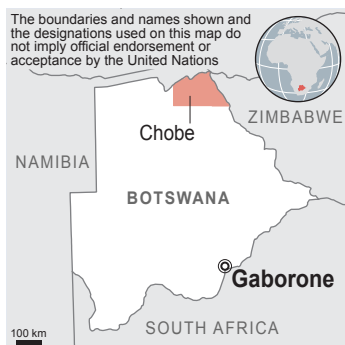 The boundaries and names shown and
the designations used on this map do
not imply official endorsement or
acceptance by the United Nations
ZIMBABWE
Chobe
NAMIBIA
BOTSWANA
Gaborone
100 km
SOUTH AFRICA